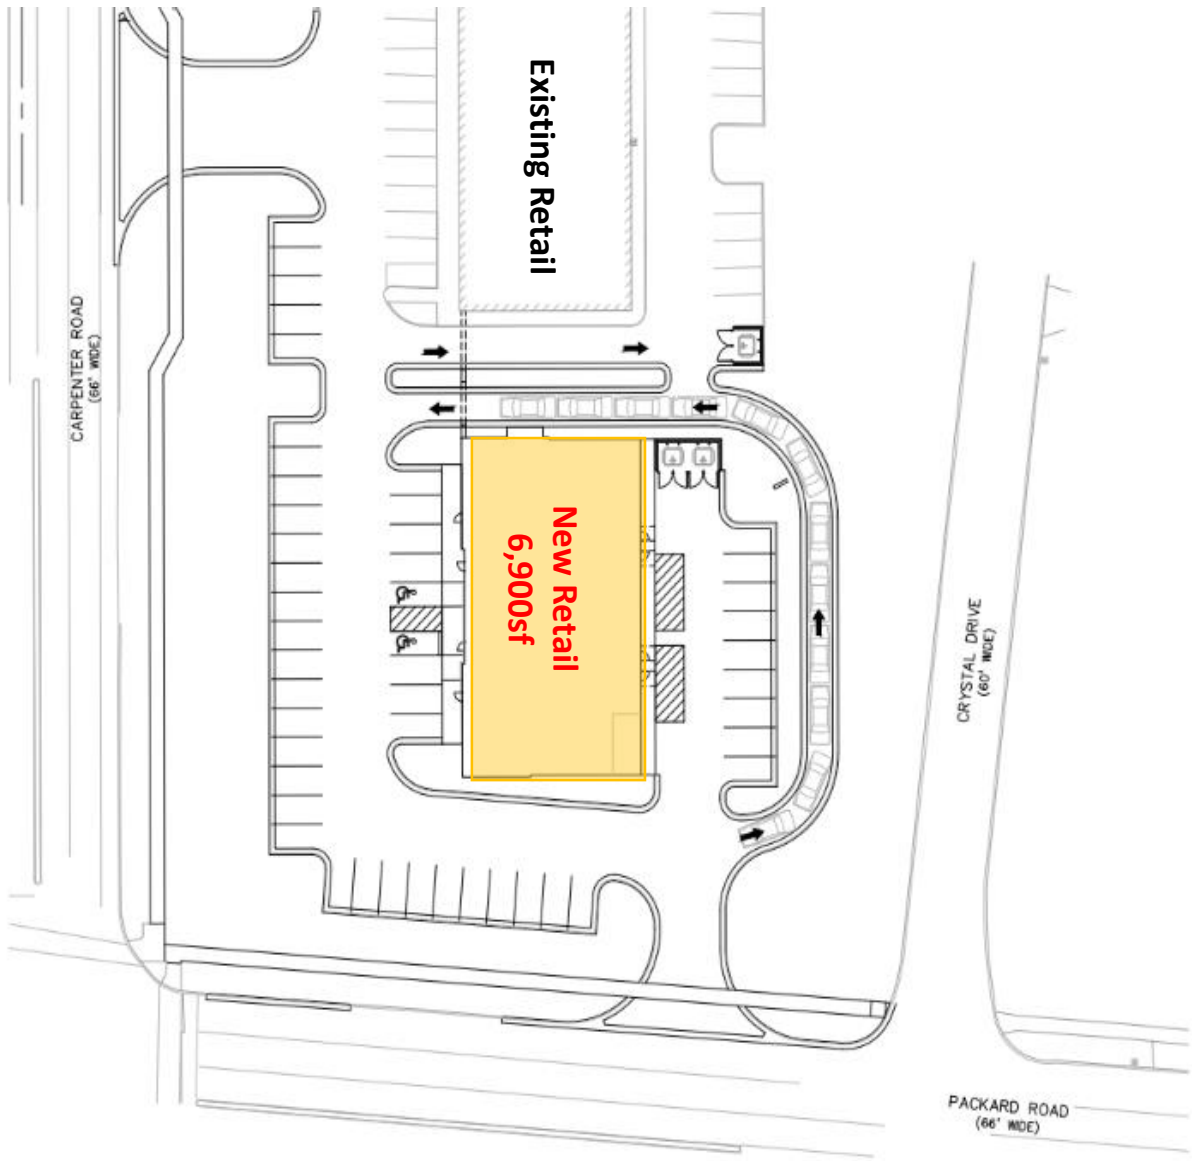 Existing Retail
CARPENTER ROAD
(66' WIDE)
New Retail
6,900sf
CRYSTAL DRIVE
(60' WIDE)
PACKARD ROAD
(66' WIDE)